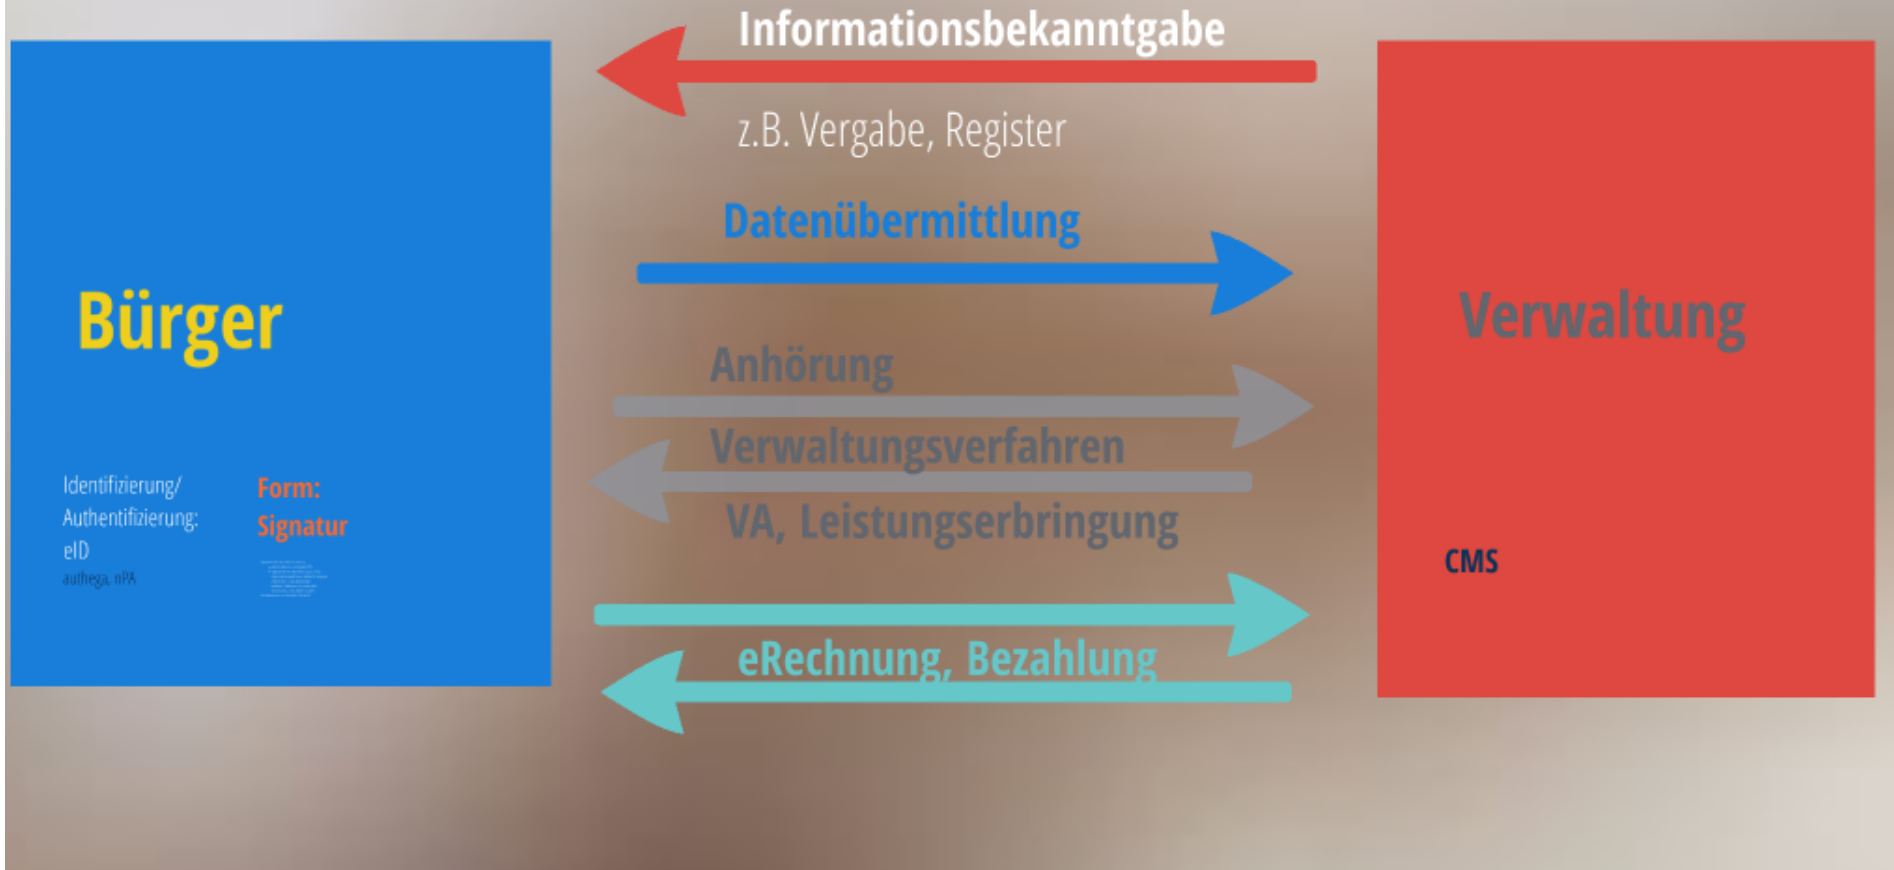 Informationsbekanntgabe
z.B. Vergabe, Register
Datenübermittlung
Bürger
Verwaltung
Anhörung
Verwaltungsverfahren
VA, Leistungserbringung
Identifizierung/
Authentifizierung:
eID
authega, nPA
Form:
Signatur
CMS
eRechnung, Bezahlung